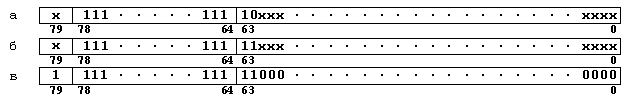 а x 111 · · · · · 111 10xxx · · · · · · · · · · · · · · · · xxxx
79 78 64 63 0
б x 111 · · · · · 111 11xxx · · · · · · · · · · · · · · · · xxxx
79 78 64 63 0
в 1 111 · · · · · 111 11000 · · · · · · · · · · · · · · · · 0000
79 78 64 63 0